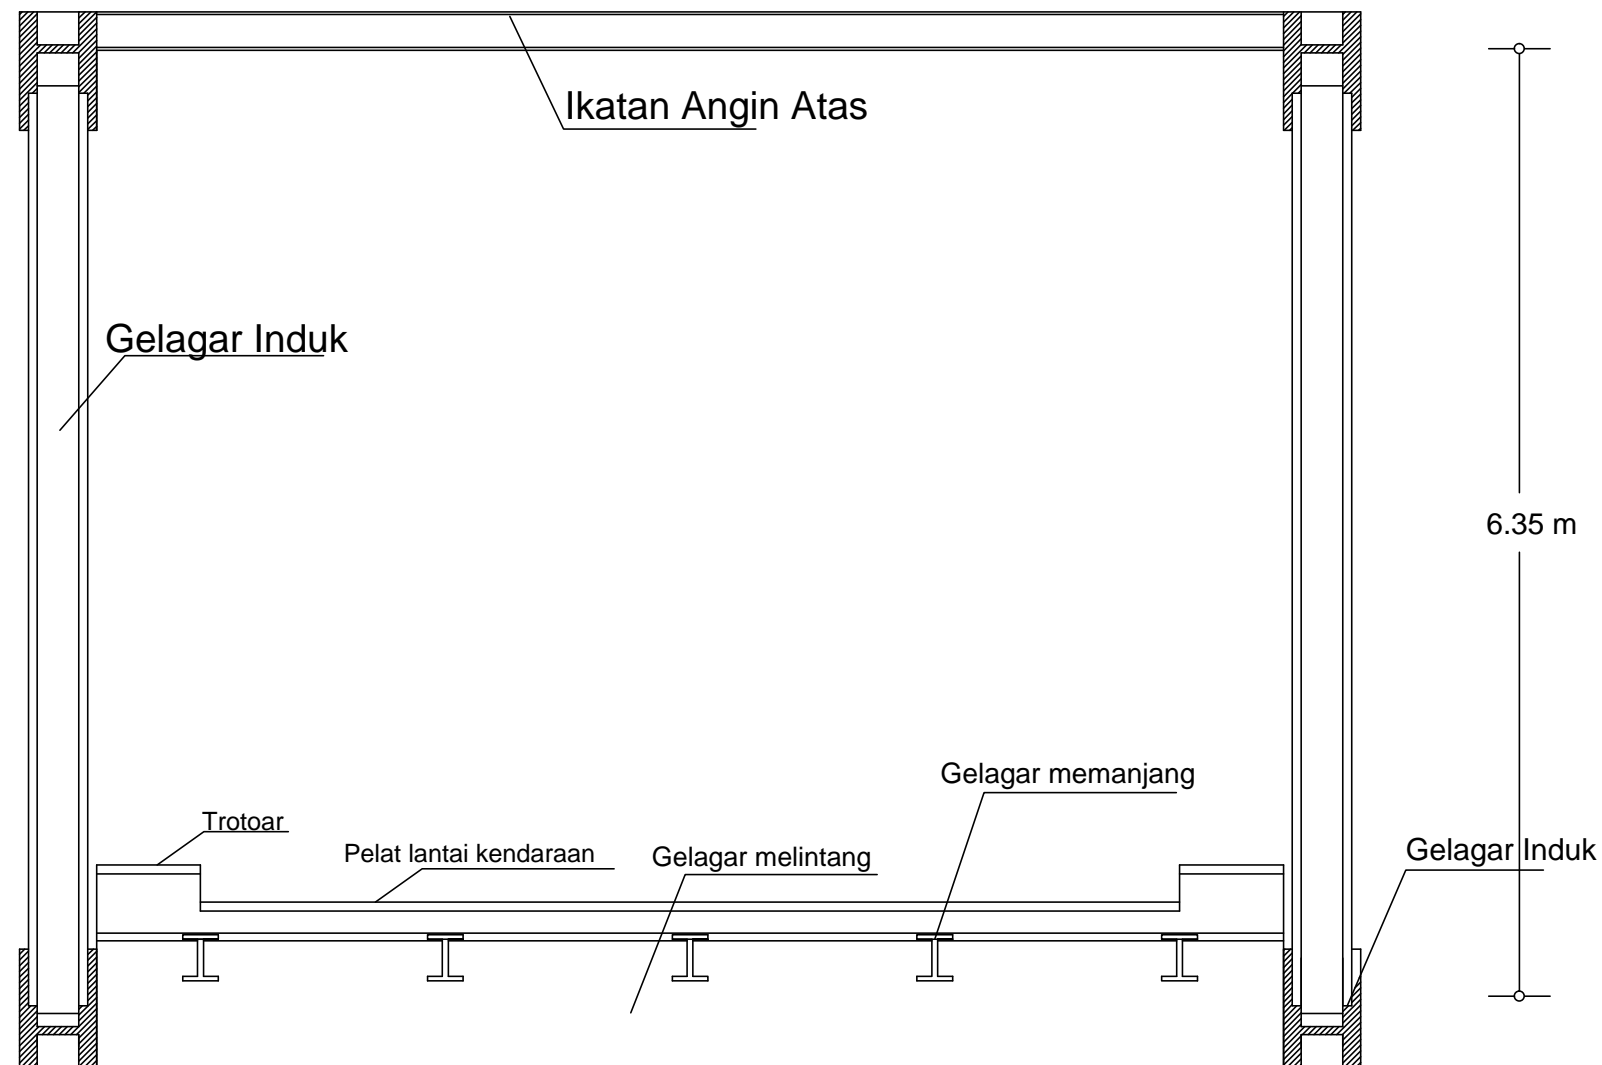 Ikatan Angin Atas
Gelagar Induk
6.35 m
Gelagar memanjang
Trotoar
Pelat lantai kendaraan
Gelagar melintang
Gelagar Induk